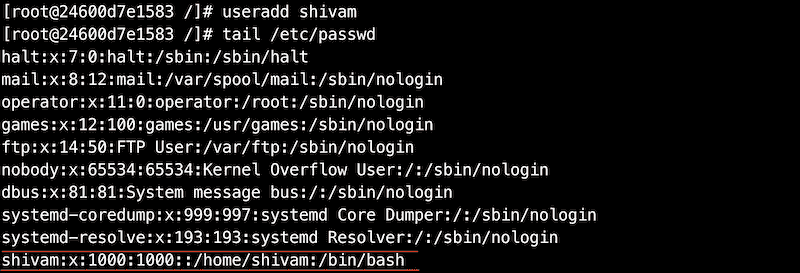 [root@24600d7e1583 /]# useradd shivam
[root@24600d7e1583 /]# tail /etc/passwd
halt:x:7:0:halt:/sbin:/sbin/halt
mail:x:8:12:mail:/var/spool/mail:/sbin/nologin
operator:x:11:0:operator:/root:/sbin/nologin
games:x:12:100:games:/usr/games:/sbin/nologin
ftp:x:14:50:FTP User:/var/ftp:/sbin/nologin
nobody:x:65534:65534:Kernel Overflow User:/:/sbin/nologin
dbus:x:81:81:System message bus:/:/sbin/nologin
systemd-coredump:x:999:997:systemd Core Dumper:/:/sbin/nologin
systemd-resolve:x:193:193:systemd Resolver:/:/sbin/nologin
shivam:x:1000:1000::/home/shivam:/bin/bash